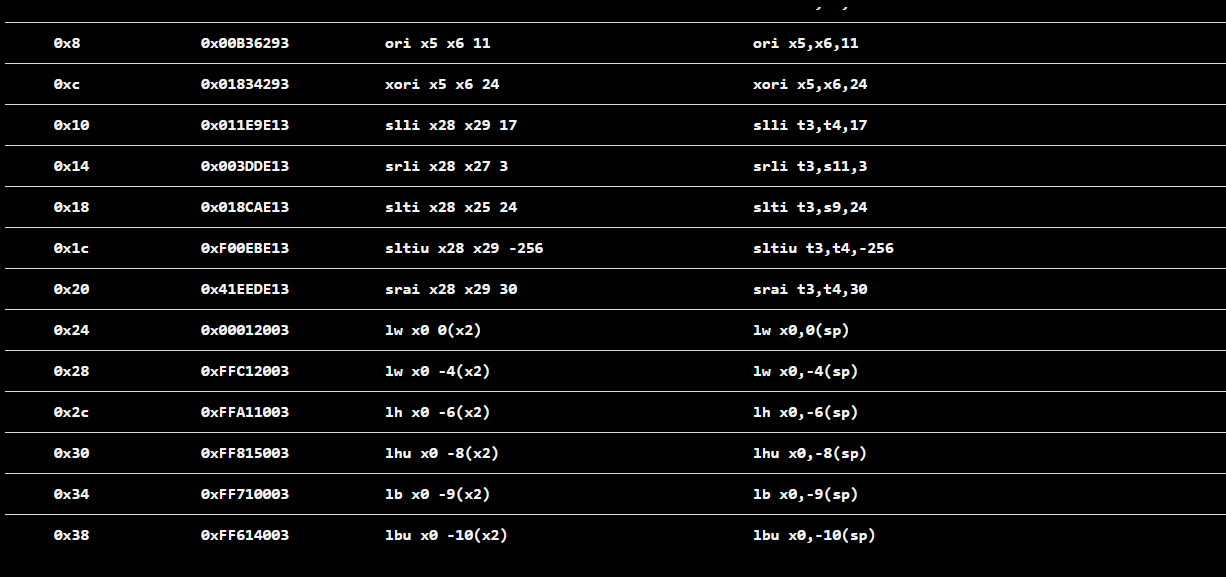 0x8 0x00B36293 ori x5 x6 11 ori x5,x6,11
0xc 0x01834293 xori x5 x6 24 xori x5,x6,24
0x10 0x011E9E13 slli x28 x29 17 slli t3,t4,17
0x14 0x003DDE13 srli x28 x27 3 srli t3,s11,3
0x18 0x018CAE13 slti x28 x25 24 slti t3,s9,24
0x1c 0xF00EBE13 sltiu x28 x29 -256 sltiu t3,t4,-256
0x20 0x41EEDE13 srai x28 x29 30 srai t3,t4,30
0x24 0x00012003 lw x0 0(x2) lw x0,0(sp)
0x28 0xFFC12003 lw x0 -4(x2) lw x0,-4(sp)
0x2c 0xFFA11003 lh x0 -6(x2) lh x0,-6(sp)
0x30 0xFF815003 lhu x0 -8(x2) lhu x0,-8(sp)
0x34 0xFF710003 lb x0 -9(x2) lb x0,-9(sp)
0x38 0xFF614003 lbu x0 -10(x2) lbu x0,-10(sp)